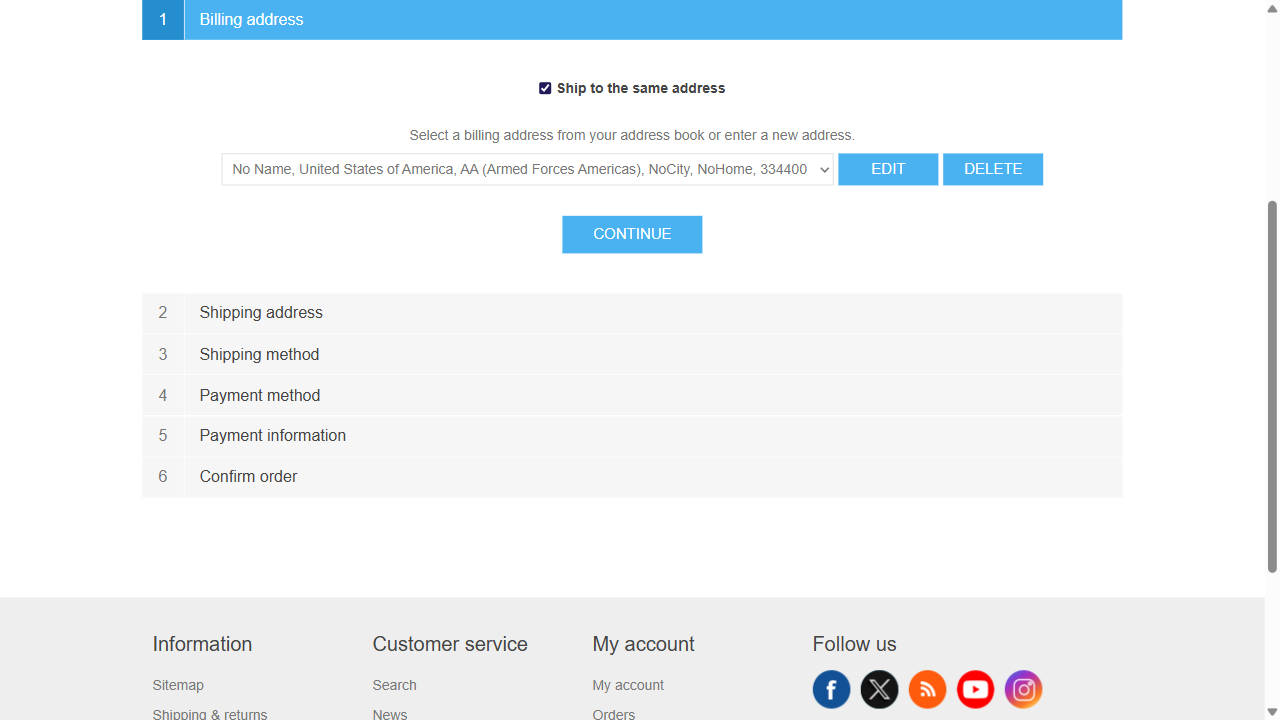 1 Billing address
Ship to the same address
Select a billing address from your address book or enter a new address.
No Name, United States of America, AA (Armed Forces Americas), NoCity, NoHome, 334400 EDIT DELETE
CONTINUE
2 Shipping address
3 Shipping method
4 Payment method
5 Payment information
6 Confirm order
Information Customer service My account Follow us
Sitemap Search My account
Shipping & returns News Orders